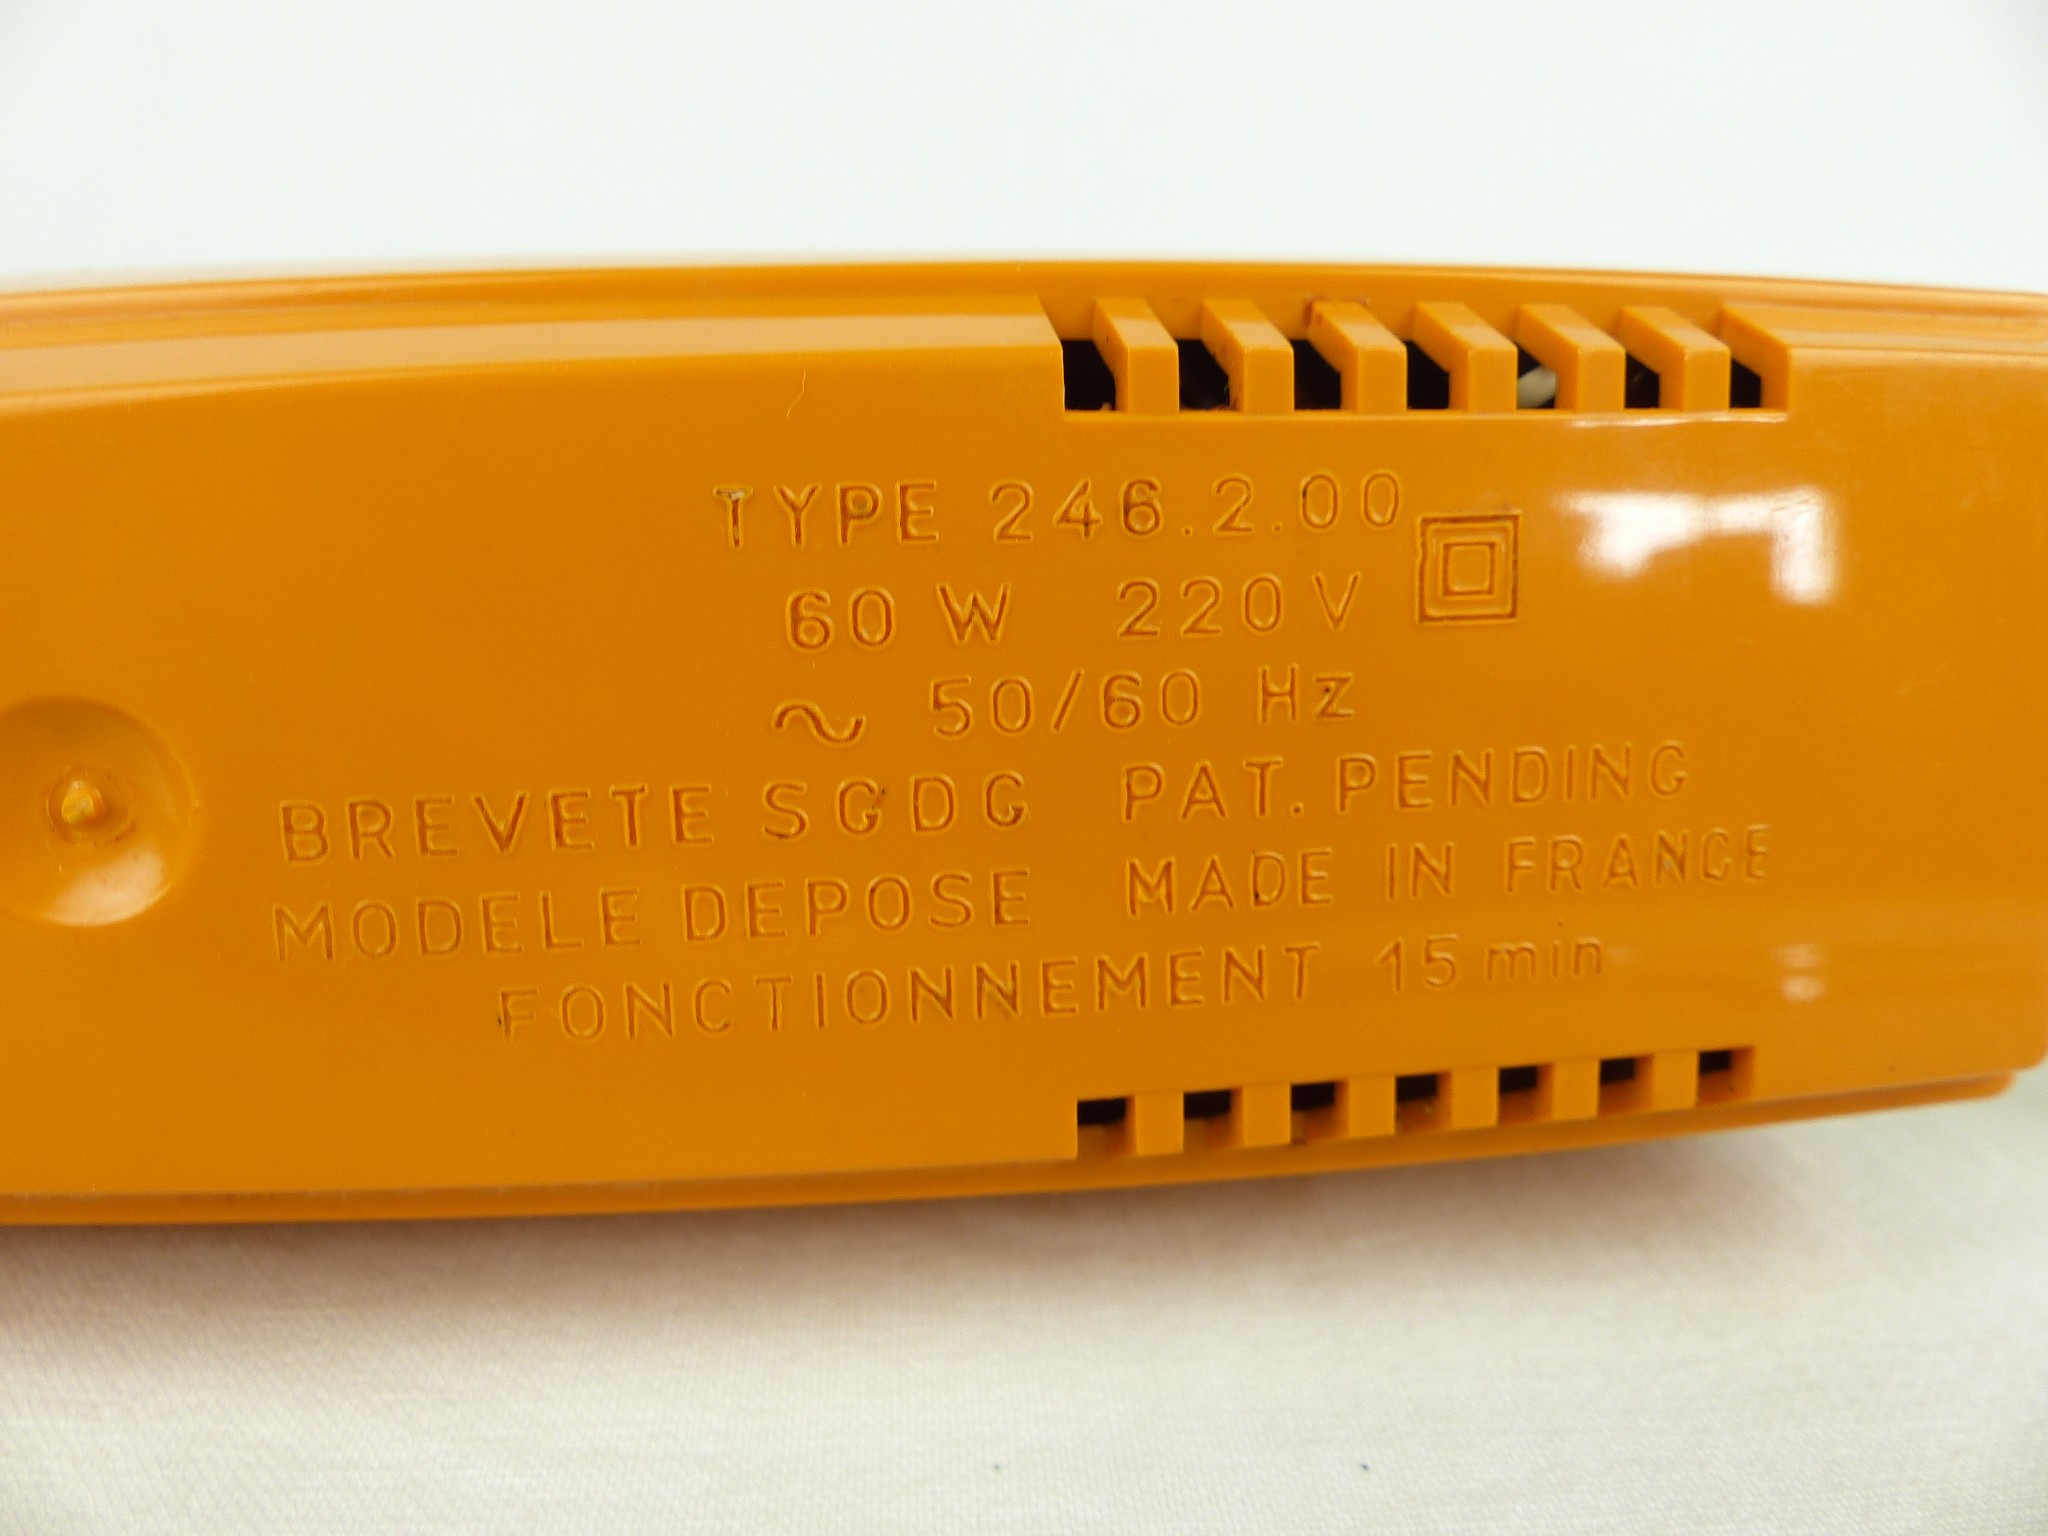 TYPE 246.2.00
60 W 220 V
~ 50/60 Hz
BREVETE SGDG PAT. PENDING
MODELE DEPOSE MADE IN FRANCE
FONCTIONNEMENT 15 min